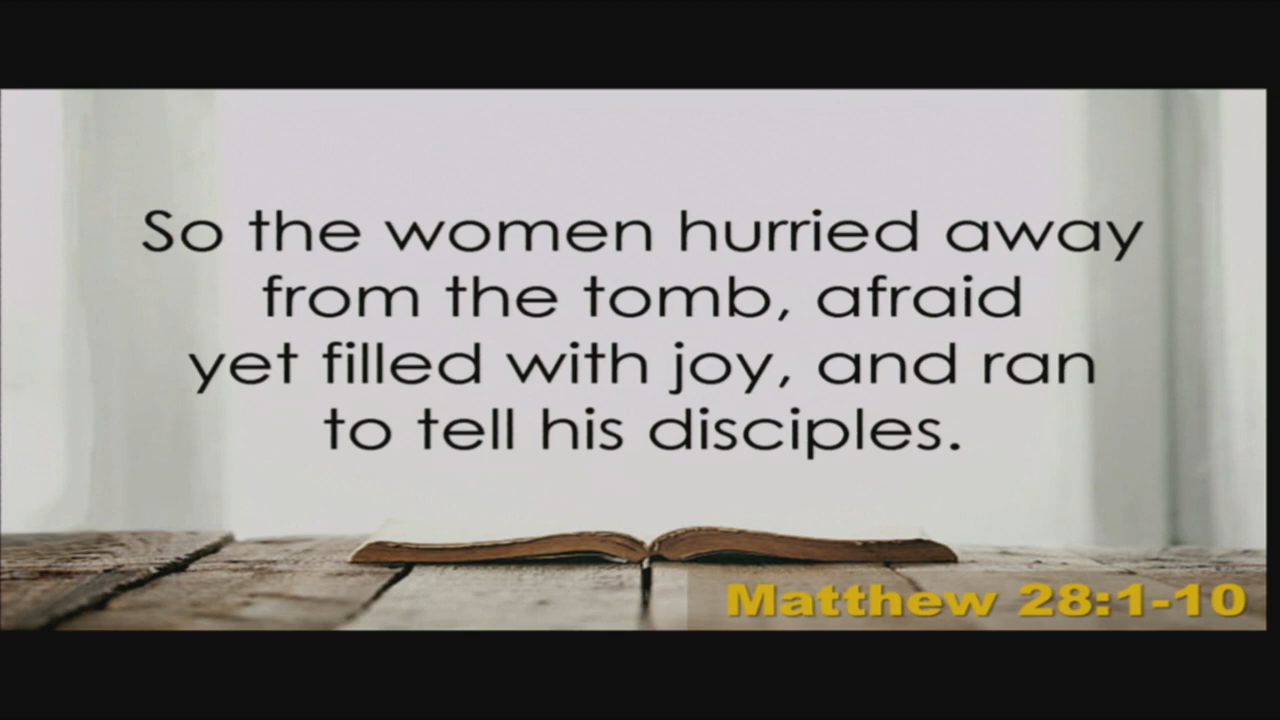 So the women hurried away
from the tomb, afraid
yet filled with joy, and ran
to tell his disciples.
Matthew 28:1-10